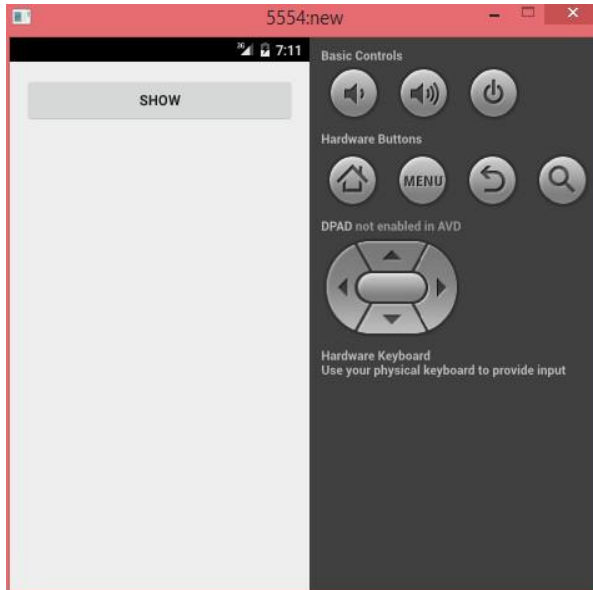 5554:new
3G 7:11
SHOW
Basic Controls
Hardware Buttons
MENU
DPAD not enabled in AVD
Hardware Keyboard
Use your physical keyboard to provide input